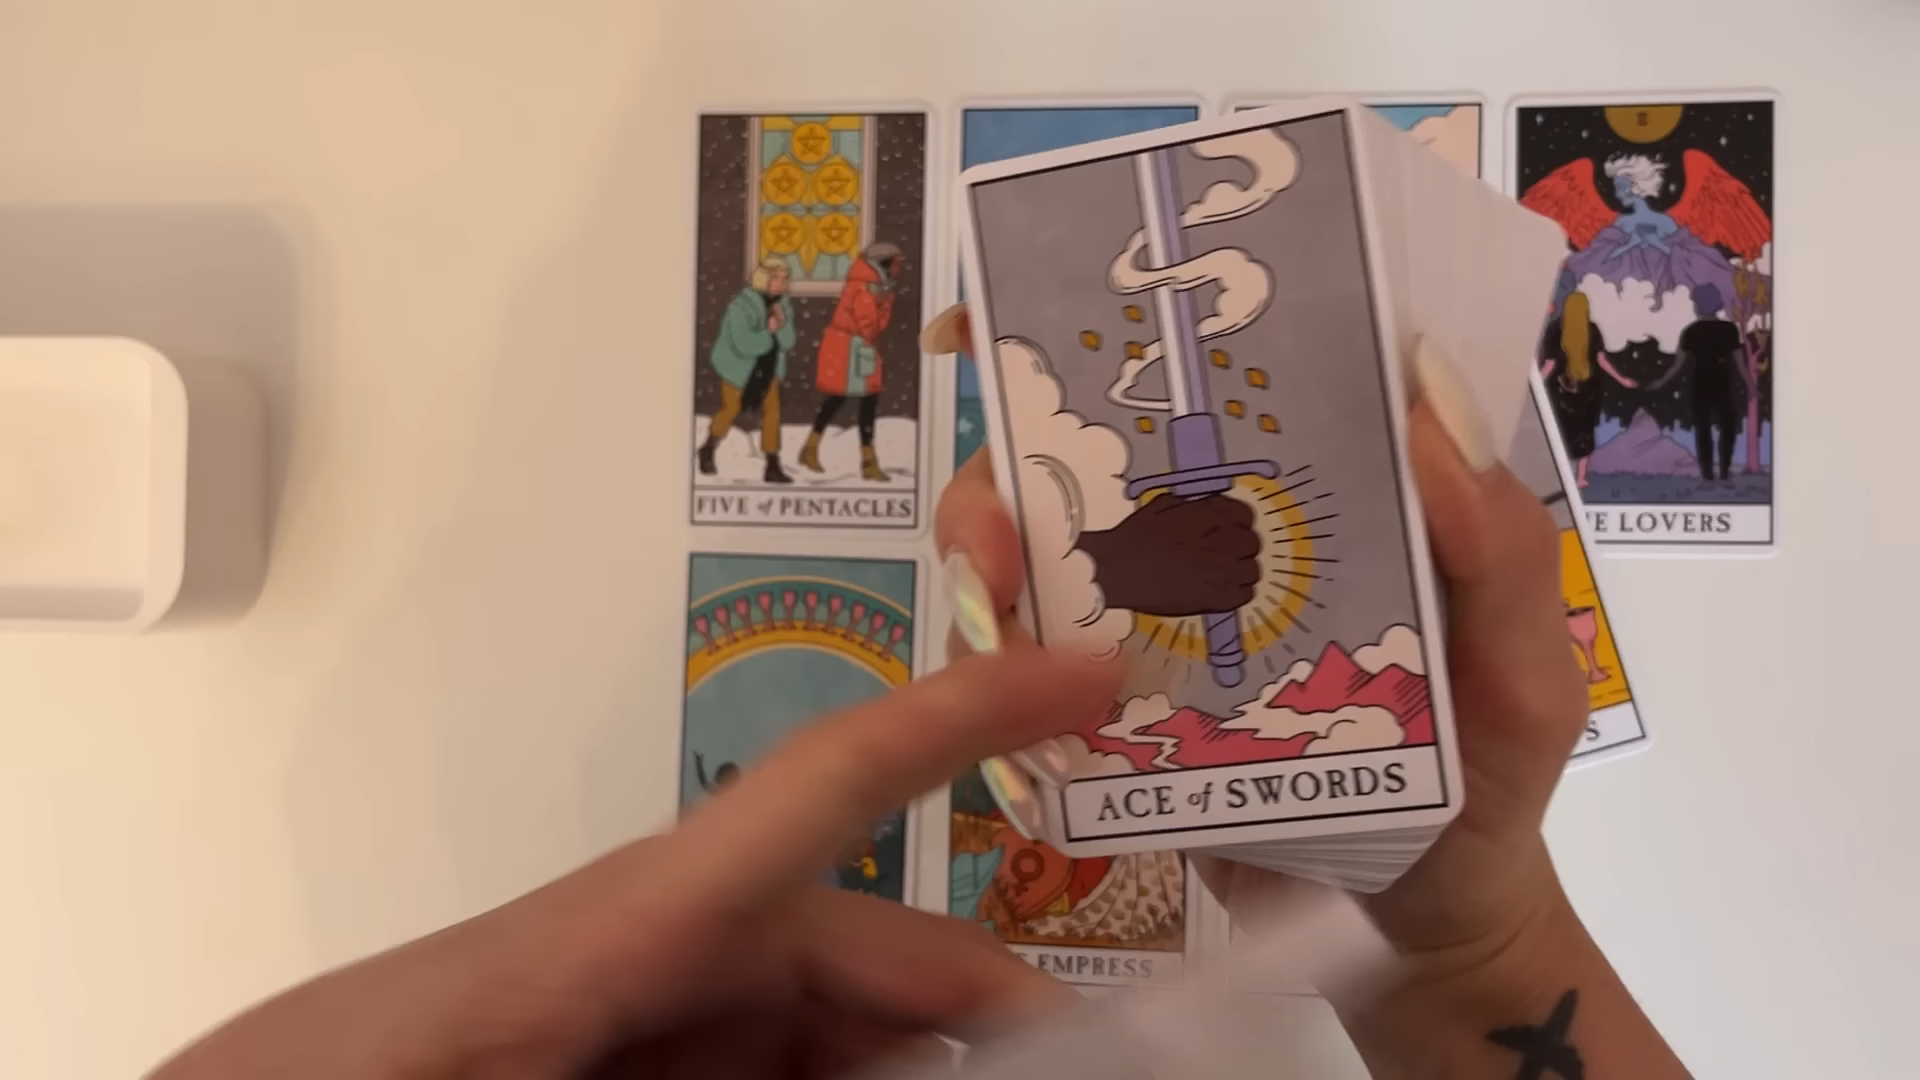 FIVE of PENTACLES
E LOVERS
ACE of SWORDS
S
EMPRESS